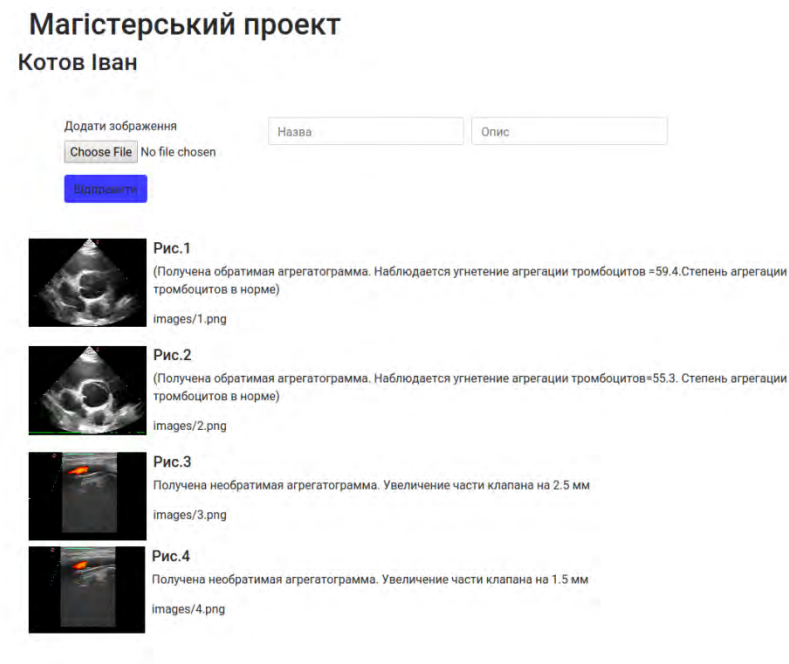 Магістерський проект
Котов Іван
Додати зображення
Назва
Опис
Choose File No file chosen
Відправити
Рис.1
(Получена обратимая агрегатограмма. Наблюдается угнетение агрегации тромбоцитов =59.4.Степень агрегации
тромбоцитов в норме)
images/1.png
Рис.2
(Получена обратимая агрегатограмма. Наблюдается угнетение агрегации тромбоцитов=55.3. Степень агрегации
тромбоцитов в норме)
images/2.png
Рис.3
Получена необратимая агрегатограмма. Увеличение части клапана на 2.5 мм
images/3.png
Рис.4
Получена необратимая агрегатограмма. Увеличение части клапана на 1.5 мм
images/4.png